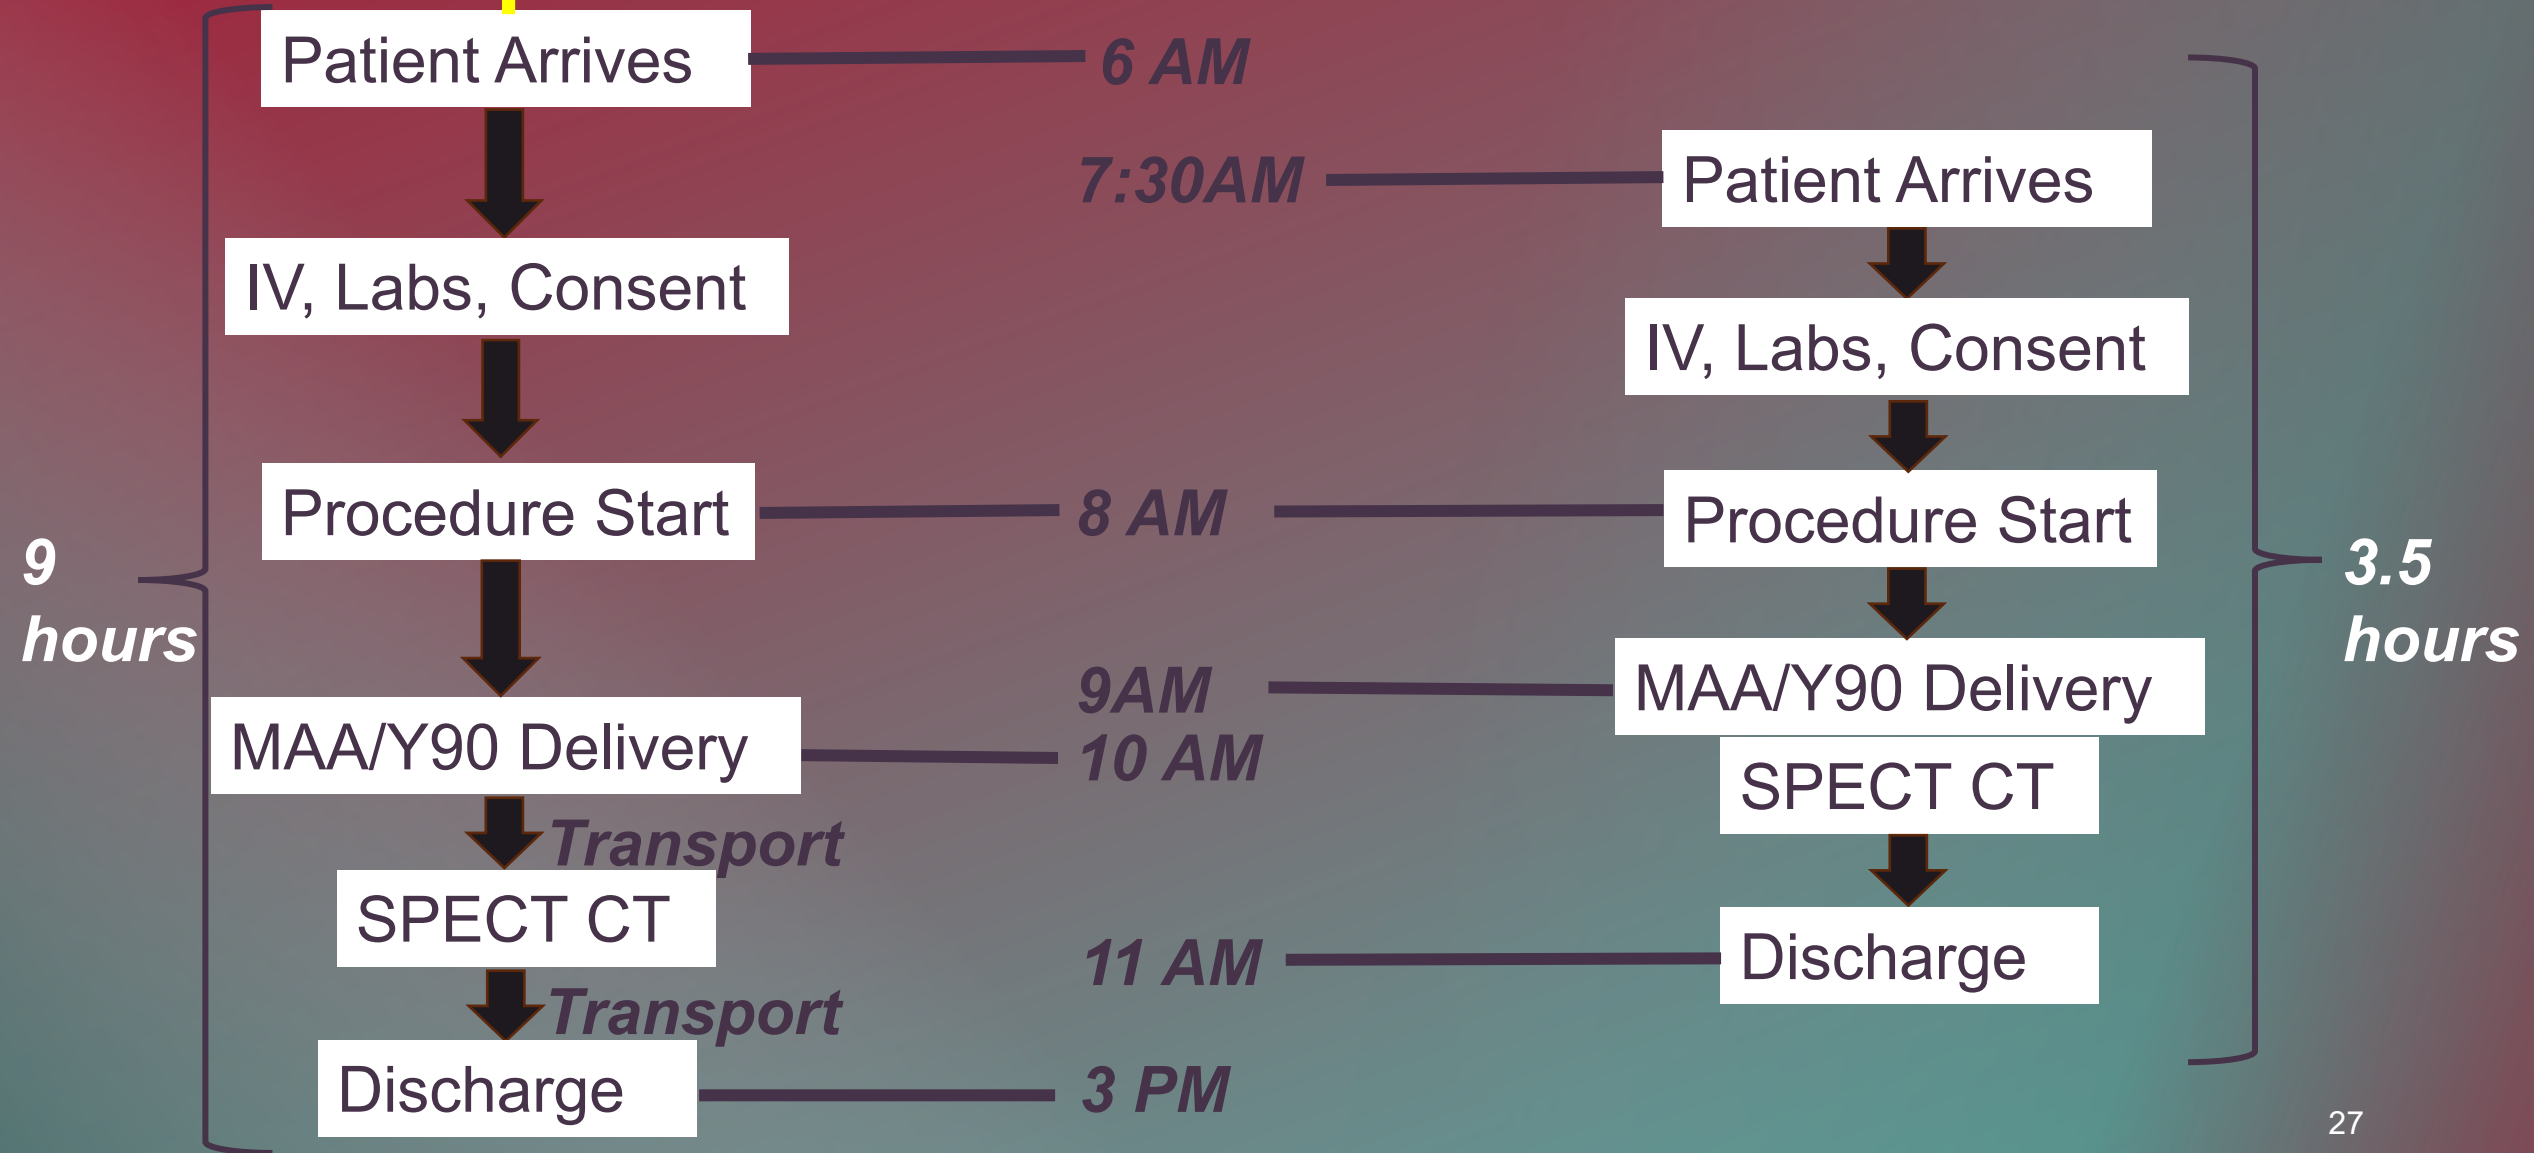 Patient Arrives
IV, Labs, Consent
Procedure Start
MAA/Y90 Delivery
Transport
SPECT CT
Transport
Discharge
9
hours
6 AM
7:30AM
8 AM
9AM
10 AM
11 AM
3 PM
Patient Arrives
IV, Labs, Consent
Procedure Start
MAA/Y90 Delivery
SPECT CT
Discharge
3.5
hours
27